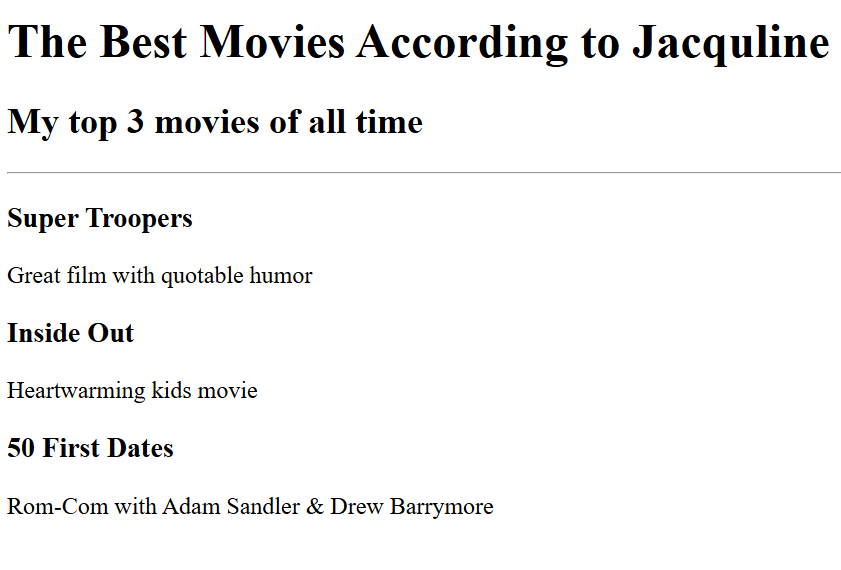 The Best Movies According to Jacquline
My top 3 movies of all time
Super Troopers
Great film with quotable humor
Inside Out
Heartwarming kids movie
50 First Dates
Rom-Com with Adam Sandler & Drew Barrymore